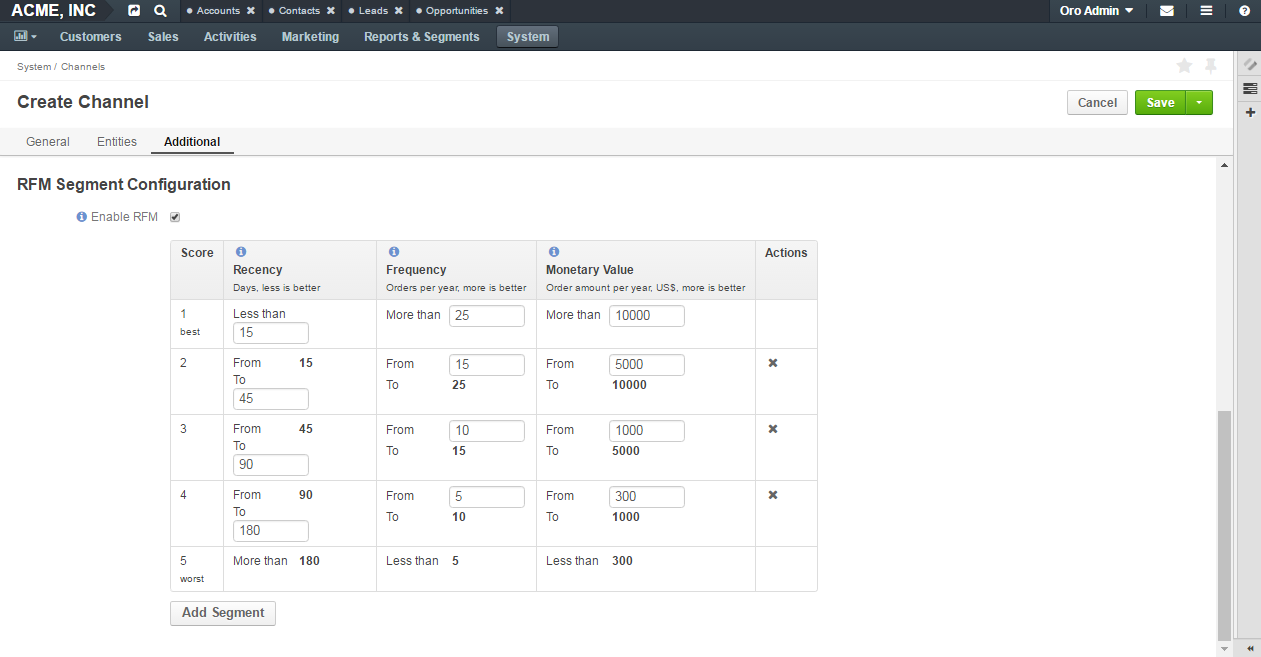 ACME, INC
Accounts ✖ Contacts ✖ Leads ✖ Opportunities ✖ Oro Admin
Customers Sales Activities Marketing Reports & Segments System
System / Channels
Create Channel Cancel Save
General Entities Additional
RFM Segment Configuration
Enable RFM
Score Recency Frequency Monetary Value Actions
Days, less is better Orders per year, more is better Order amount per year, US$, more is better
1 Less than More than 25 More than 10000
best 15
2 From 15 From 15 From 5000
To To 25 To 10000
45
3 From 45 From 10 From 1000
To To 15 To 5000
90
4 From 90 From 5 From 300
To To 10 To 1000
180
5 More than 180 Less than 5 Less than 300
worst
Add Segment